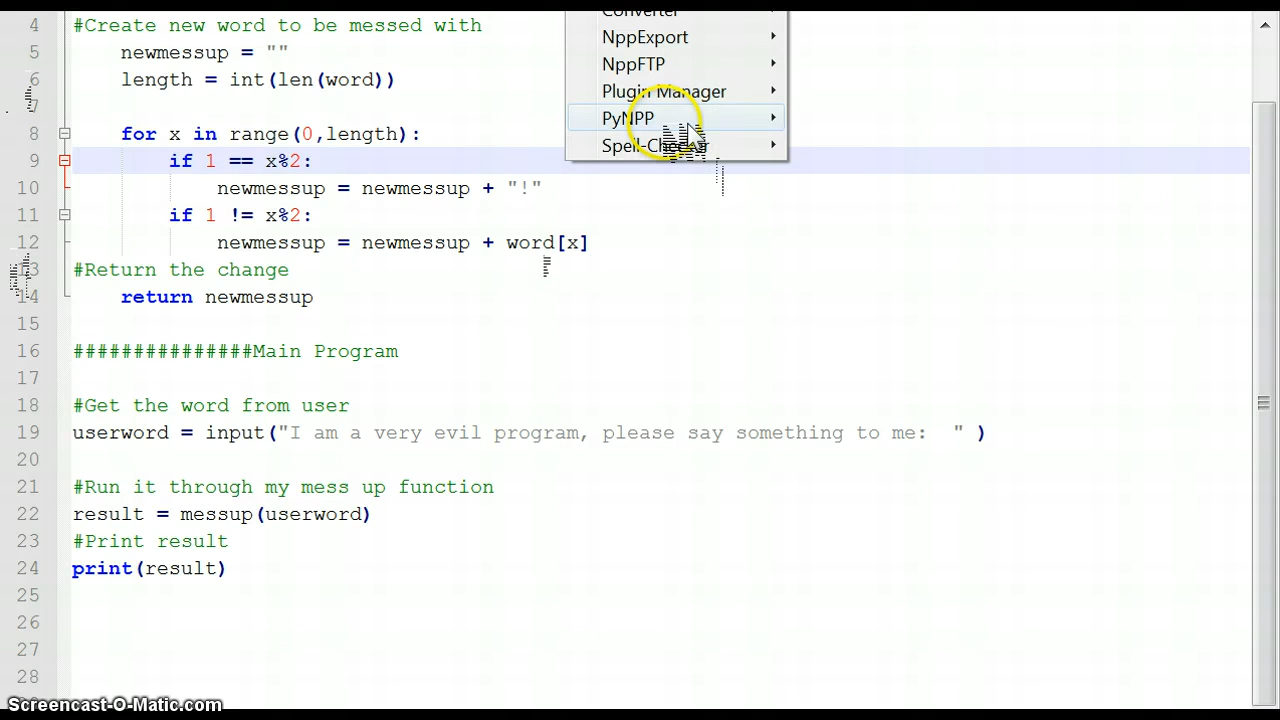 4 #Create new word to be messed with
5 newmessup = ""
6 length = int(len(word))
7
8 for x in range(0,length):
9 if 1 == x%2:
10 newmessup = newmessup + "!"
11 if 1 != x%2:
12 newmessup = newmessup + word[x]
13 #Return the change
14 return newmessup
15
16 ###############Main Program
17
18 #Get the word from user
19 userword = input("I am a very evil program, please say something to me:  " )
20
21 #Run it through my mess up function
22 result = messup(userword)
23 #Print result
24 print(result)
25
26
27
28
Converter
NppExport
NppFTP
Plugin Manager
PyNPP
Spell-Checker
Screencast-O-Matic.com